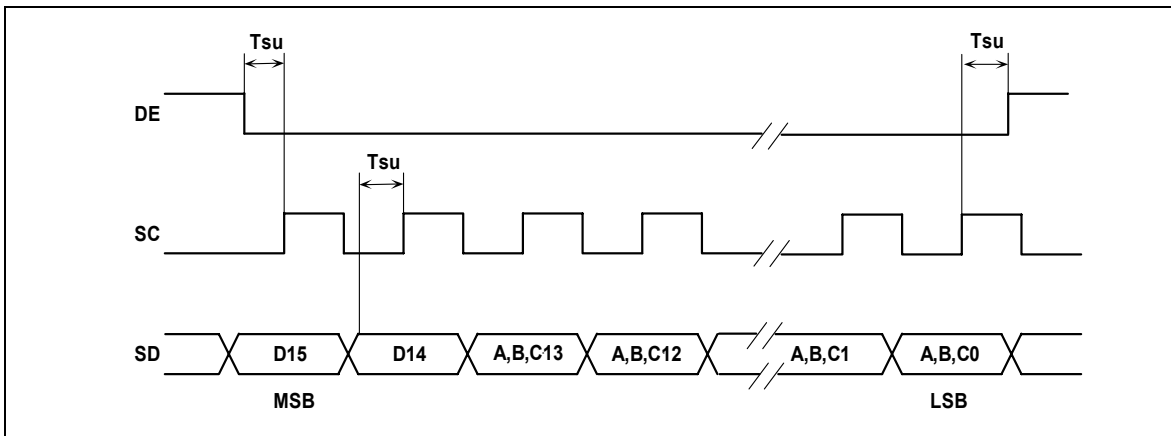 Tsu Tsu
DE
Tsu
SC
SD D15 D14 A,B,C13 A,B,C12 A,B,C1 A,B,C0
MSB LSB